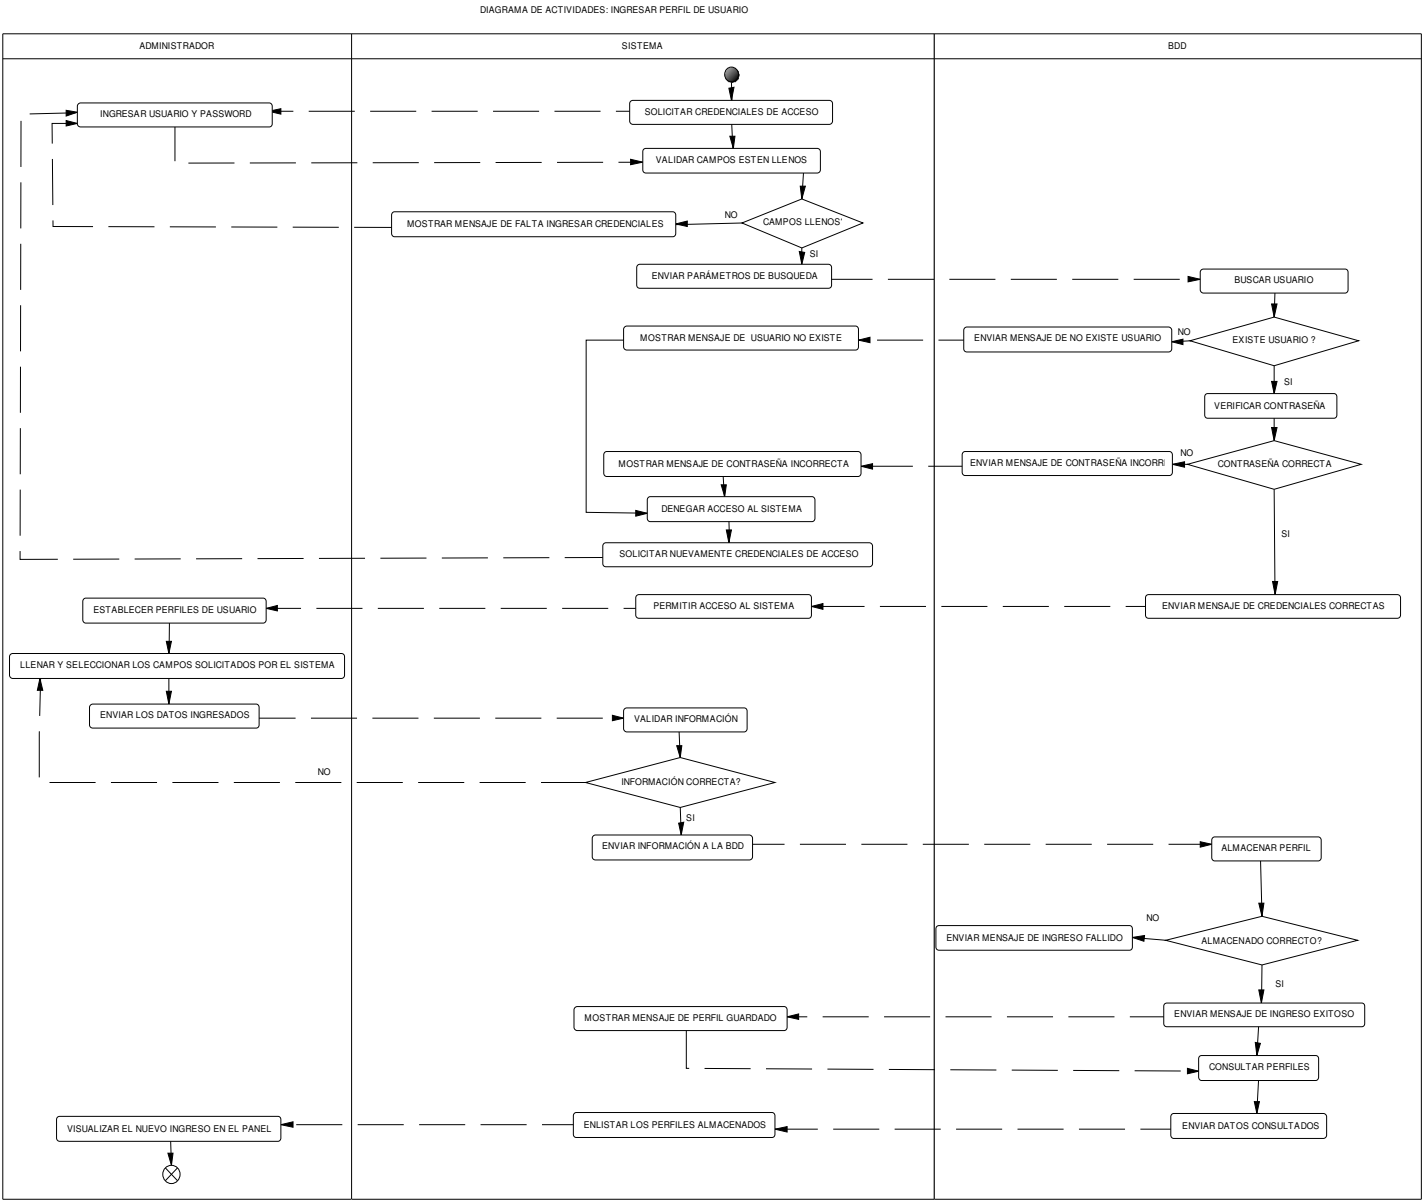 DIAGRAMA DE ACTIVIDADES: INGRESAR PERFIL DE USUARIO
ADMINISTRADOR
SISTEMA
BDD
INGRESAR USUARIO Y PASSWORD
SOLICITAR CREDENCIALES DE ACCESO
VALIDAR CAMPOS ESTEN LLENOS
MOSTRAR MENSAJE DE FALTA INGRESAR CREDENCIALES
NO
CAMPOS LLENOS'
SI
ENVIAR PARÁMETROS DE BUSQUEDA
BUSCAR USUARIO
MOSTRAR MENSAJE DE USUARIO NO EXISTE
ENVIAR MENSAJE DE NO EXISTE USUARIO
NO
EXISTE USUARIO ?
SI
VERIFICAR CONTRASEÑA
MOSTRAR MENSAJE DE CONTRASEÑA INCORRECTA
ENVIAR MENSAJE DE CONTRASEÑA INCORR
NO
CONTRASEÑA CORRECTA
DENEGAR ACCESO AL SISTEMA
SI
SOLICITAR NUEVAMENTE CREDENCIALES DE ACCESO
ESTABLECER PERFILES DE USUARIO
PERMITIR ACCESO AL SISTEMA
ENVIAR MENSAJE DE CREDENCIALES CORRECTAS
LLENAR Y SELECCIONAR LOS CAMPOS SOLICITADOS POR EL SISTEMA
ENVIAR LOS DATOS INGRESADOS
VALIDAR INFORMACIÓN
NO
INFORMACIÓN CORRECTA?
SI
ENVIAR INFORMACIÓN A LA BDD
ALMACENAR PERFIL
NO
ENVIAR MENSAJE DE INGRESO FALLIDO
ALMACENADO CORRECTO?
SI
MOSTRAR MENSAJE DE PERFIL GUARDADO
ENVIAR MENSAJE DE INGRESO EXITOSO
CONSULTAR PERFILES
VISUALIZAR EL NUEVO INGRESO EN EL PANEL
ENLISTAR LOS PERFILES ALMACENADOS
ENVIAR DATOS CONSULTADOS